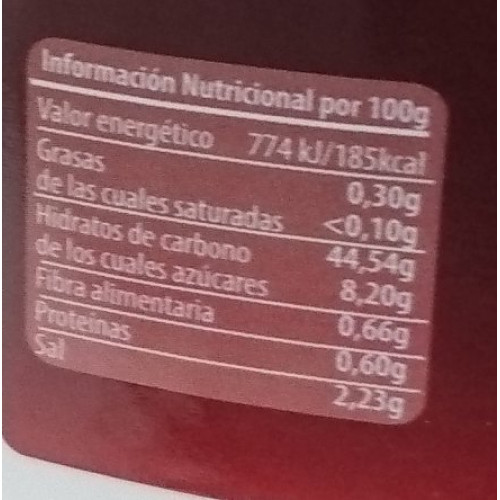 Información Nutricional por 100g
Valor energético 774 kJ/185kcal
Grasas 0,30g
de las cuales saturadas <0,10g
Hidratos de carbono 44,54g
de los cuales azúcares 8,20g
Fibra alimentaria 0,66g
Proteínas 0,60g
Sal 2,23g